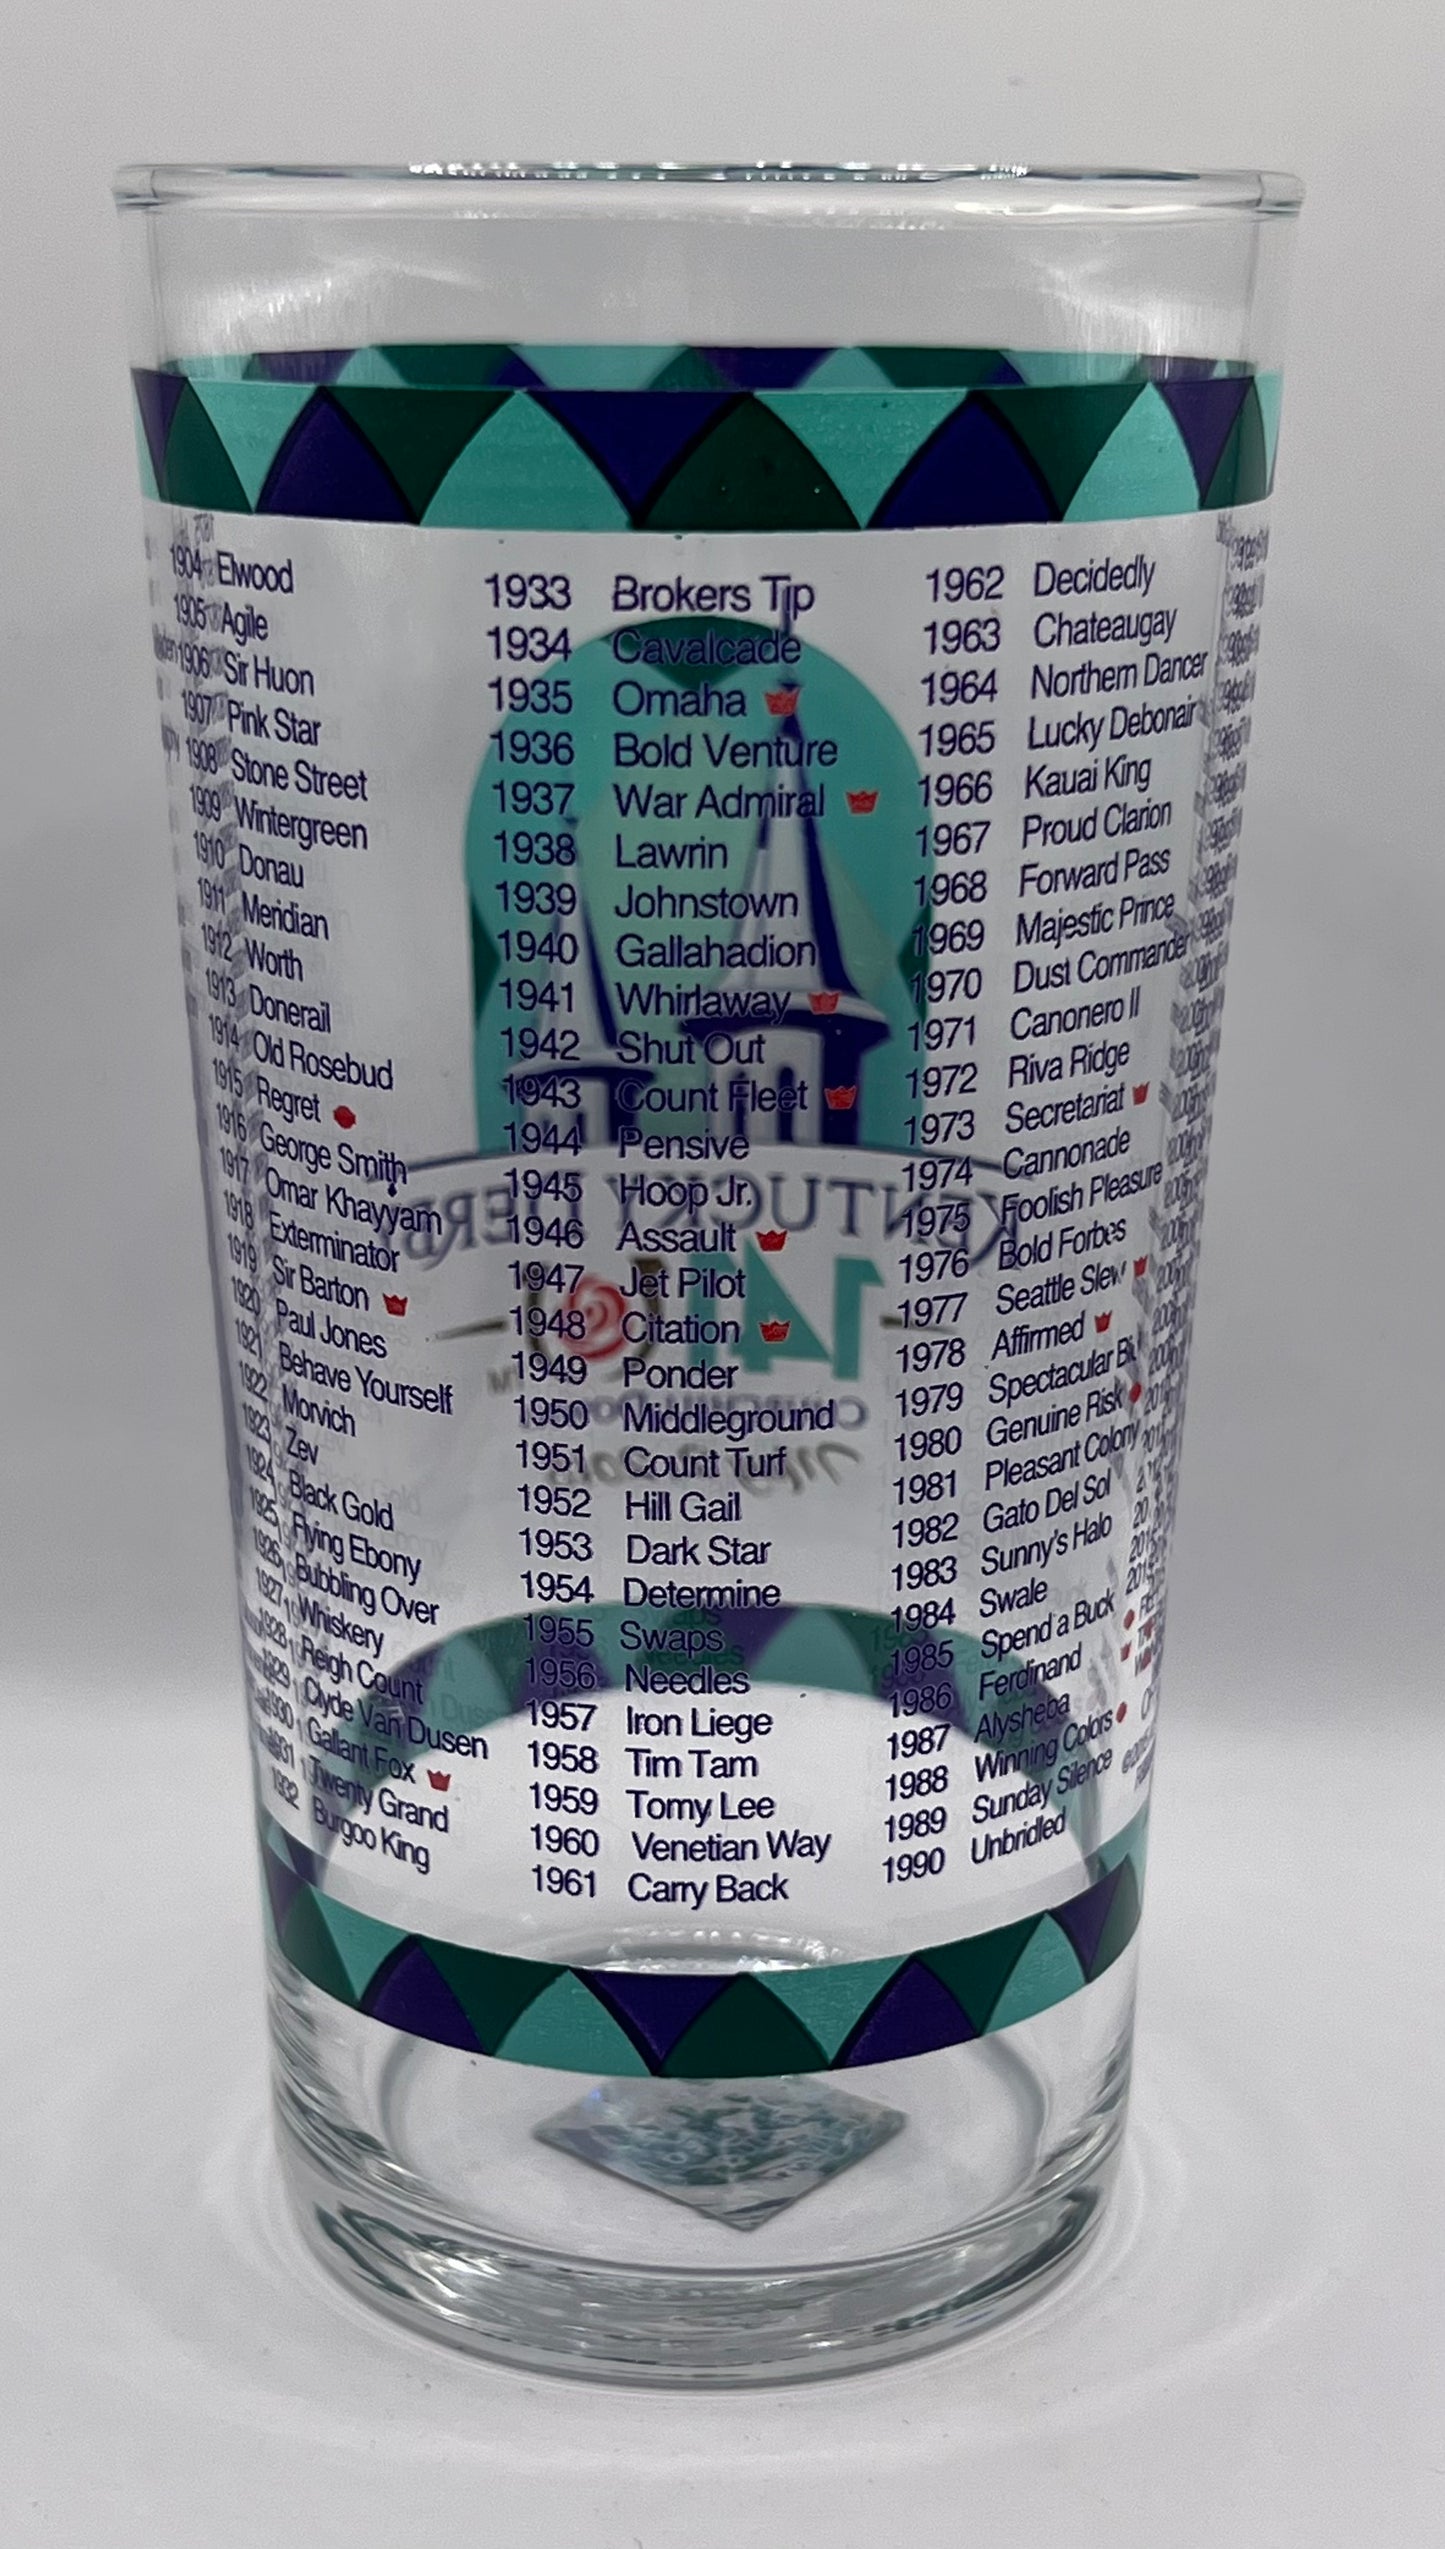 1904 Elwood
1905 Agile
1906 Sir Huon
1907 Pink Star
1908 Stone Street
1909 Wintergreen
1910 Donau
1911 Meridian
1912 Worth
1913 Donerail
1914 Old Rosebud
1915 Regret
1916 George Smith
1917 Omar Khayyam
1918 Exterminator
1919 Sir Barton
1920 Paul Jones
1921 Behave Yourself
1922 Morvich
1923 Zev
1924 Black Gold
1925 Flying Ebony
1926 Bubbling Over
1927 Whiskery
1928 Reigh Count
1929 Clyde Van Dusen
1930 Gallant Fox
1931 Twenty Grand
1932 Burgoo King
1933 Brokers Tip
1934 Cavalcade
1935 Omaha
1936 Bold Venture
1937 War Admiral
1938 Lawrin
1939 Johnstown
1940 Gallahadion
1941 Whirlaway
1942 Shut Out
1943 Count Fleet
1944 Pensive
1945 Hoop Jr.
1946 Assault
1947 Jet Pilot
1948 Citation
1949 Ponder
1950 Middleground
1951 Count Turf
1952 Hill Gail
1953 Dark Star
1954 Determine
1955 Swaps
1956 Needles
1957 Iron Liege
1958 Tim Tam
1959 Tomy Lee
1960 Venetian Way
1961 Carry Back
1962 Decidedly
1963 Chateaugay
1964 Northern Dancer
1965 Lucky Debonair
1966 Kauai King
1967 Proud Clarion
1968 Forward Pass
1969 Majestic Prince
1970 Dust Commander
1971 Canonero II
1972 Riva Ridge
1973 Secretariat
1974 Cannonade
1975 Foolish Pleasure
1976 Bold Forbes
1977 Seattle Slew
1978 Affirmed
1979 Spectacular Bid
1980 Genuine Risk
1981 Pleasant Colony
1982 Gato Del Sol
1983 Sunny's Halo
1984 Swale
1985 Spend a Buck
1986 Ferdinand
1987 Alysheba
1988 Winning Colors
1989 Sunday Silence
1990 Unbridled
KENTUCKY DERBY
141